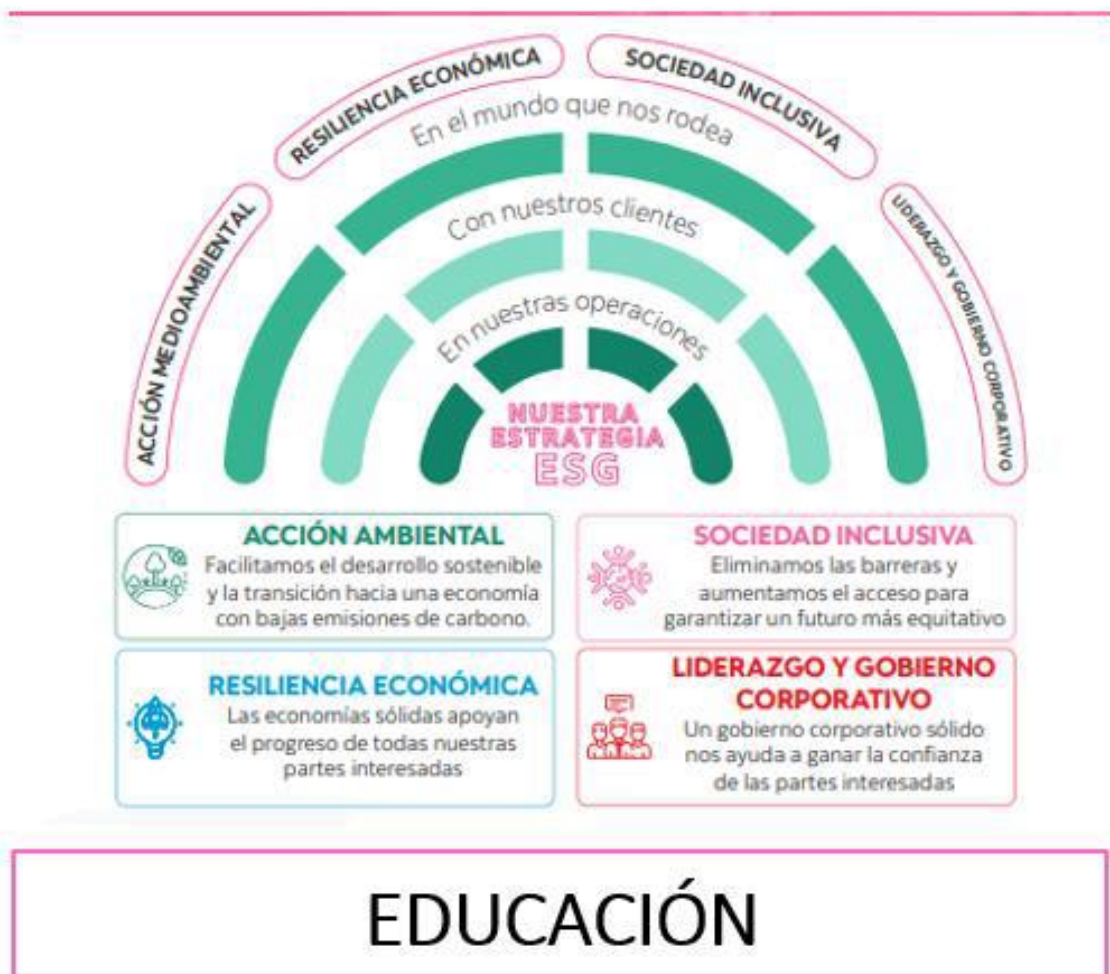 RESILIENCIA ECONÓMICA
SOCIEDAD INCLUSIVA
ACCIÓN MEDIOAMBIENTAL
LIDERAZGO Y GOBIERNO CORPORATIVO
En el mundo que nos rodea
Con nuestros clientes
En nuestras operaciones
NUESTRA
ESTRATEGIA
ESG
ACCIÓN AMBIENTAL
Facilitamos el desarrollo sostenible
y la transición hacia una economía
con bajas emisiones de carbono.
SOCIEDAD INCLUSIVA
Eliminamos las barreras y
aumentamos el acceso para
garantizar un futuro más equitativo
RESILIENCIA ECONÓMICA
Las economías sólidas apoyan
el progreso de todas nuestras
partes interesadas
LIDERAZGO Y GOBIERNO
CORPORATIVO
Un gobierno corporativo sólido
nos ayuda a ganar la confianza
de las partes interesadas
EDUCACIÓN